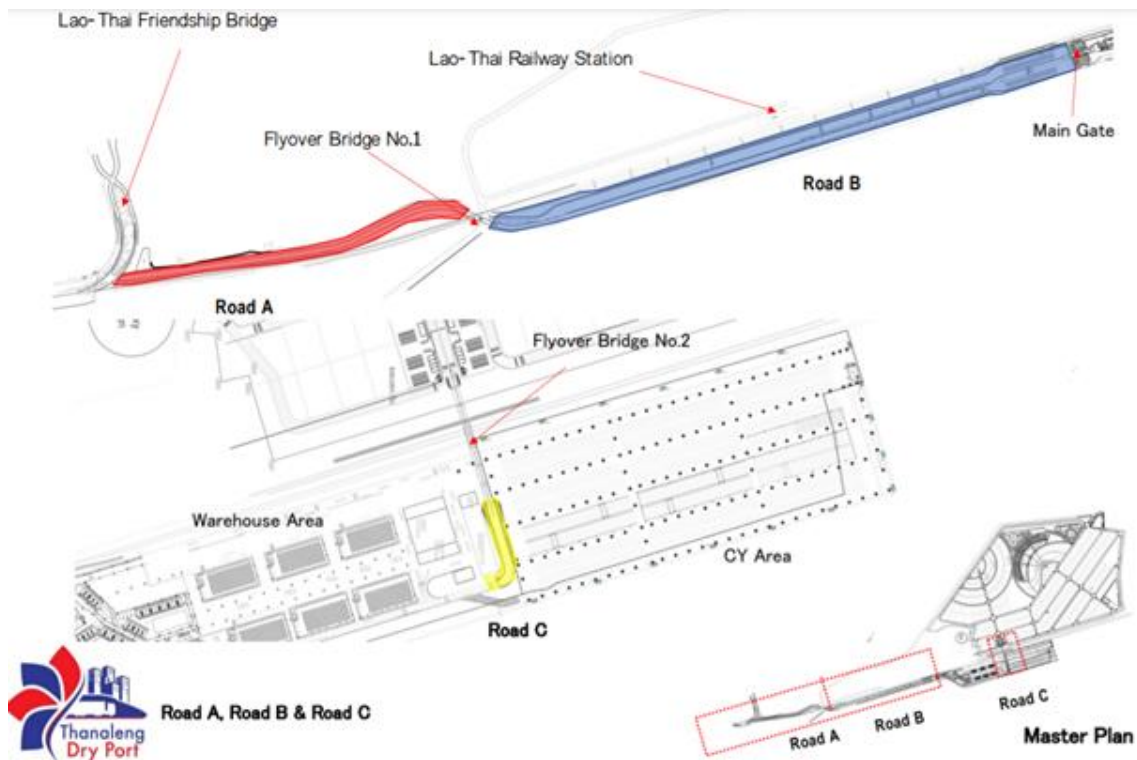 Lao-Thai Friendship Bridge
Lao-Thai Railway Station
Flyover Bridge No.1
Main Gate
Road B
Road A
Flyover Bridge No.2
Warehouse Area
CY Area
Road C
Thanaleng
Dry Port
Road A, Road B & Road C
Road A
Road B
Road C
Master Plan